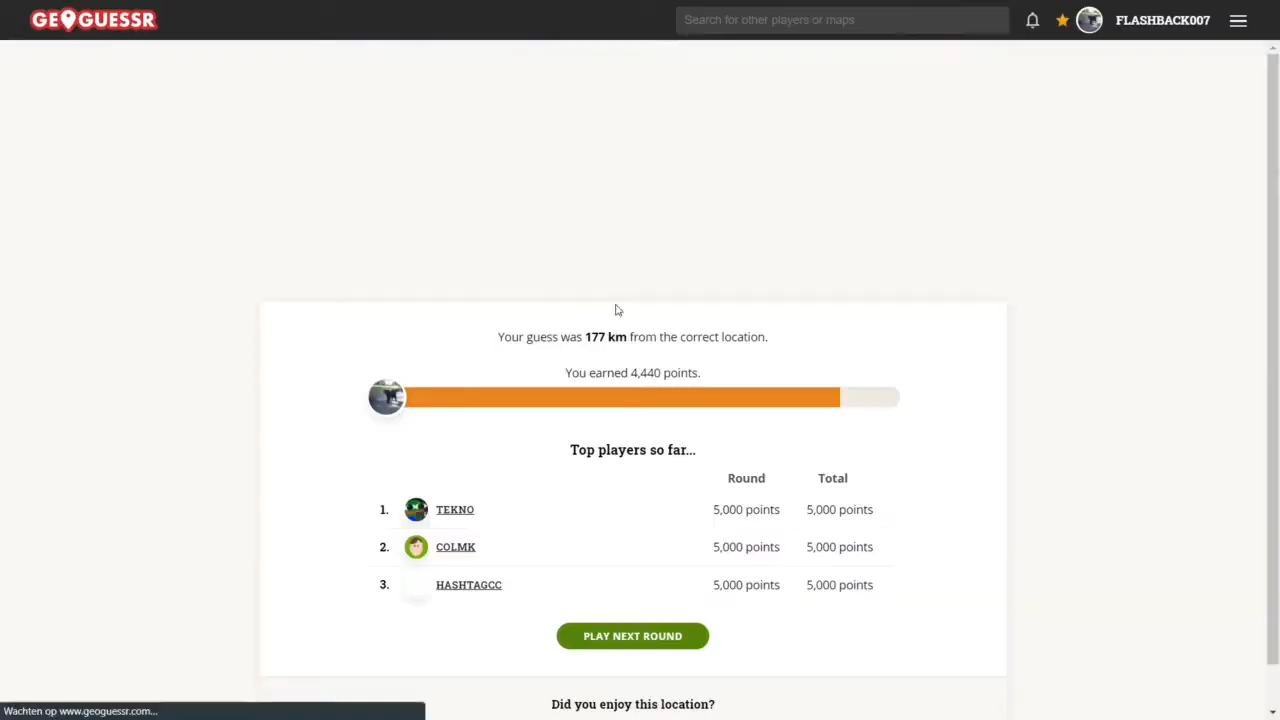 GEOGUESSR
Search for other players or maps
FLASHBACK007
Your guess was 177 km from the correct location.
You earned 4,440 points.
Top players so far...
Round Total
1. TEKNO 5,000 points 5,000 points
2. COLMK 5,000 points 5,000 points
3. HASHTAGCC 5,000 points 5,000 points
PLAY NEXT ROUND
Did you enjoy this location?
Wachten op www.geoguessr.com...